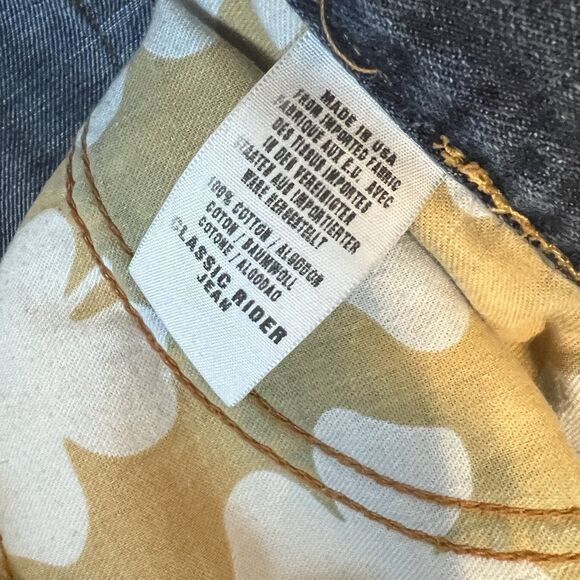 MADE IN USA
FROM IMPORTED FABRIC
FABRIQUE AUX E.U. AVEC
DES TISSUS IMPORTES
IN DEN VEREINIGTEN
STAATEN AUS IMPORTIERTER
WARE HERGESTELLT
100% COTTON / ALGODON
COTON / BAUMWOLL
COTONE / ALGODAO
CLASSIC RIDER
JEAN